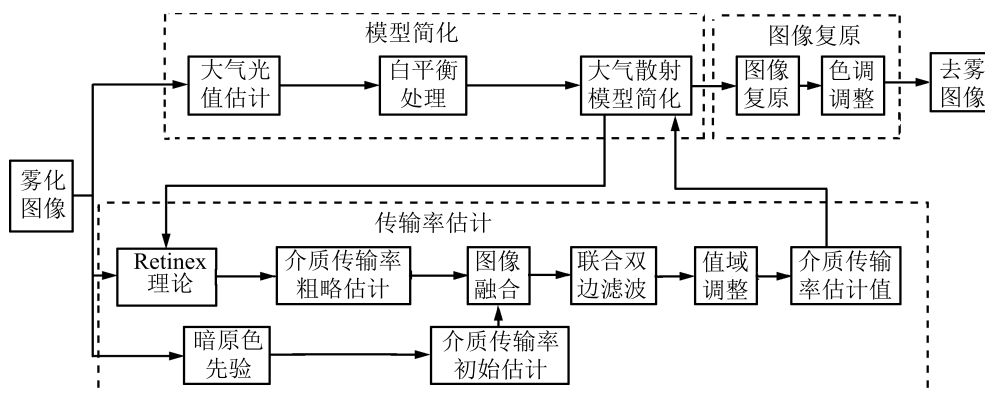 模型简化
图像复原
大气光
值估计
白平衡
处理
大气散射
模型简化
图像
复原
色调
调整
去雾
图像
雾化
图像
传输率估计
Retinex
理论
介质传输率
粗略估计
图像
融合
联合双
边滤波
值域
调整
介质传输
率估计值
暗原色
先验
介质传输率
初始估计